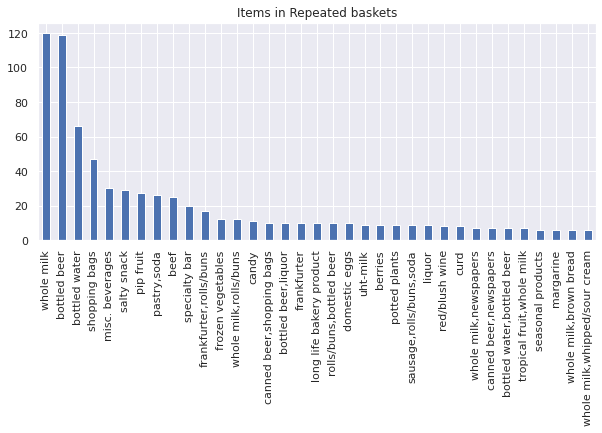 Items in Repeated baskets
120
100
80
60
40
20
0
whole milk
bottled beer
bottled water
shopping bags
misc. beverages
salty snack
pip fruit
pastry,soda
beef
specialty bar
frankfurter,rolls/buns
frozen vegetables
whole milk,rolls/buns
candy
canned beer,shopping bags
bottled beer,liquor
frankfurter
long life bakery product
rolls/buns,bottled beer
domestic eggs
uht-milk
berries
potted plants
sausage,rolls/buns,soda
liquor
red/blush wine
curd
whole milk,newspapers
canned beer,newspapers
bottled water,bottled beer
tropical fruit,whole milk
seasonal products
margarine
whole milk,brown bread
whole milk,whipped/sour cream